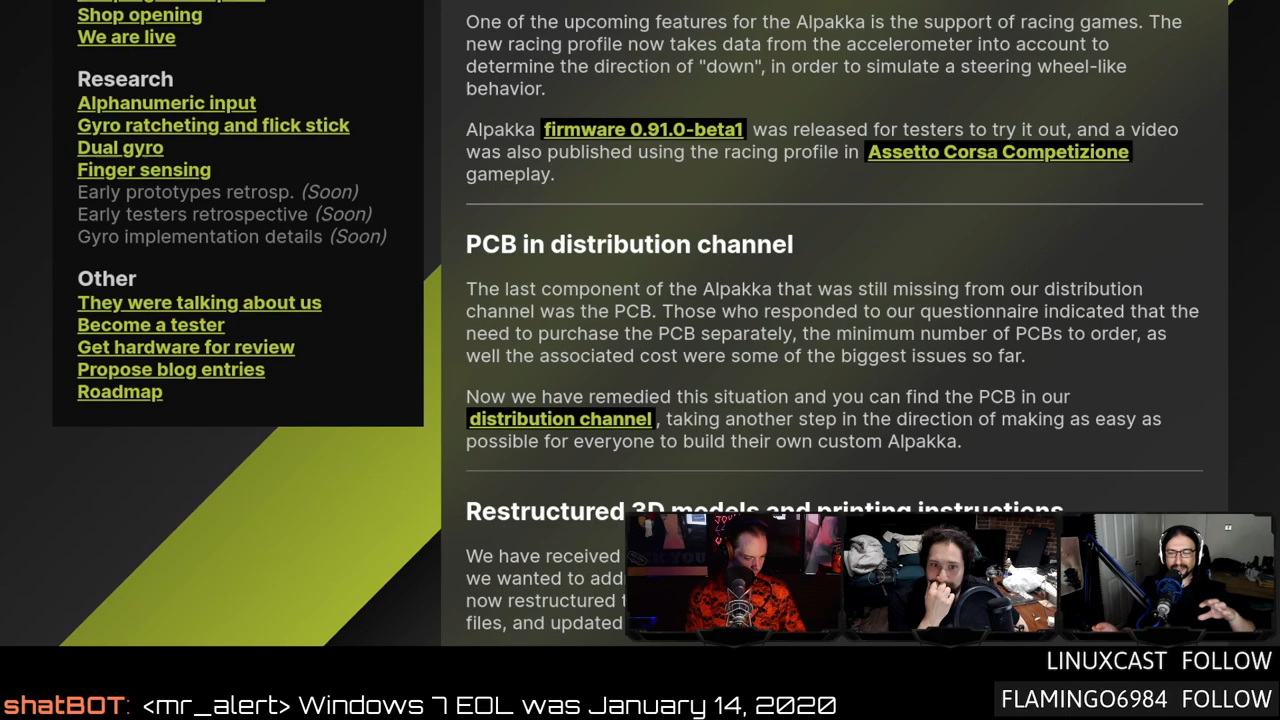 Shop opening
We are live
Research
Alphanumeric input
Gyro ratcheting and flick stick
Dual gyro
Finger sensing
Early prototypes retrosp. (Soon)
Early testers retrospective (Soon)
Gyro implementation details (Soon)
Other
They were talking about us
Become a tester
Get hardware for review
Propose blog entries
Roadmap
One of the upcoming features for the Alpakka is the support of racing games. The
new racing profile now takes data from the accelerometer into account to
determine the direction of "down", in order to simulate a steering wheel-like
behavior.
Alpakka firmware 0.91.0-beta1 was released for testers to try it out, and a video
was also published using the racing profile in Assetto Corsa Competizione
gameplay.
PCB in distribution channel
The last component of the Alpakka that was still missing from our distribution
channel was the PCB. Those who responded to our questionnaire indicated that the
need to purchase the PCB separately, the minimum number of PCBs to order, as
well the associated cost were some of the biggest issues so far.
Now we have remedied this situation and you can find the PCB in our
distribution channel, taking another step in the direction of making as easy as
possible for everyone to build their own custom Alpakka.
Restructured 3D models and printing instructions
We have received
we wanted to add
now restructured
files, and updated
LINUXCAST FOLLOW
FLAMINGO6984 FOLLOW
shatBOT: <mr_alert> Windows 7 EOL was January 14, 2020